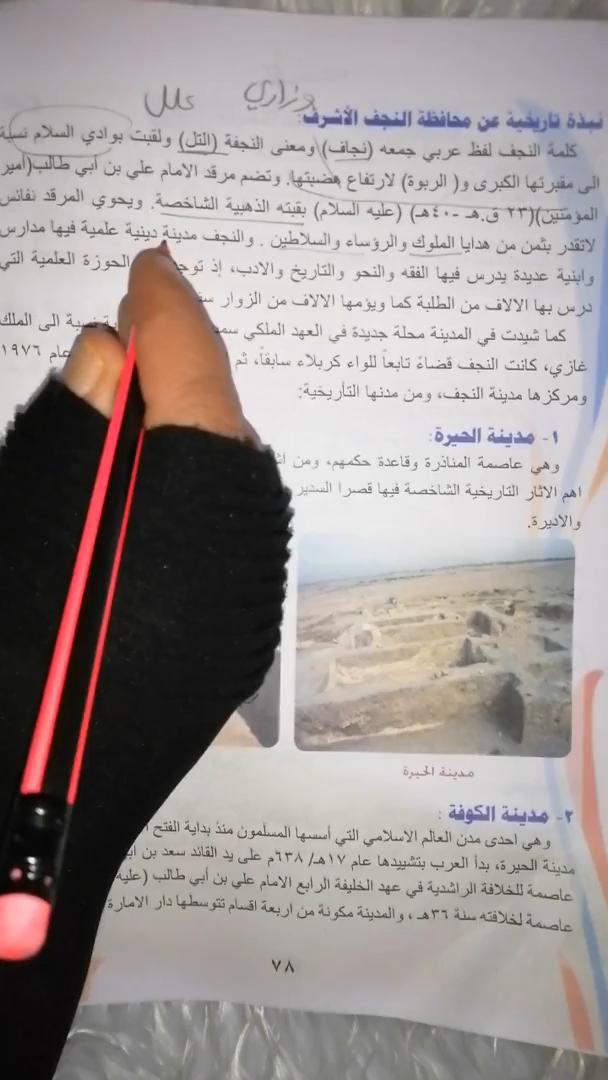 وزاري علل
نبذة تاريخية عن محافظة النجف الأشرف:
كلمة النجف لفظ عربي جمعه (نجاف) ومعنى النجفة (التل) ولقبت بوادي السلام نسبة
الى مقبرتها الكبرى و( الربوة) لارتفاع هضبتها. وتضم مرقد الامام علي بن أبي طالب(أمير
المؤمنين)(٢٣ ق.هـ -٤٠هـ) (عليه السلام) بقبته الذهبية الشاخصة. ويحوي المرقد نفائس
لاتقدر بثمن من هدايا الملوك والرؤساء والسلاطين . والنجف مدينة دينية علمية فيها مدارس
وابنية عديدة يدرس فيها الفقه والنحو والتاريخ والادب، إذ الحوزة العلمية التي
درس بها الالاف من الطلبة كما ويؤمها الالاف من الزوار
كما شيدت في المدينة محلة جديدة في العهد الملكي نسبة الى الملك
غازي، كانت النجف قضاءً تابعاً للواء كربلاء سابقاً، ثم عام ١٩٧٦
ومركزها مدينة النجف، ومن مدنها التأريخية:
١- مدينة الحيرة:
وهي عاصمة المناذرة وقاعدة حكمهم، ومن
اهم الاثار التاريخية الشاخصة فيها قصرا السدير
والاديرة.
مدينة الحيرة
٢- مدينة الكوفة :
وهي احدى مدن العالم الاسلامي التي أسسها المسلمون منذ بداية الفتح
مدينة الحيرة، بدأ العرب بتشييدها عام ١٧هـ/ ٦٣٨م على يد القائد سعد بن
عاصمة للخلافة الراشدية في عهد الخليفة الرابع الامام علي بن أبي طالب (عليه
عاصمة لخلافته سنة ٣٦هـ ، والمدينة مكونة من اربعة اقسام تتوسطها دار الامارة
٧٨